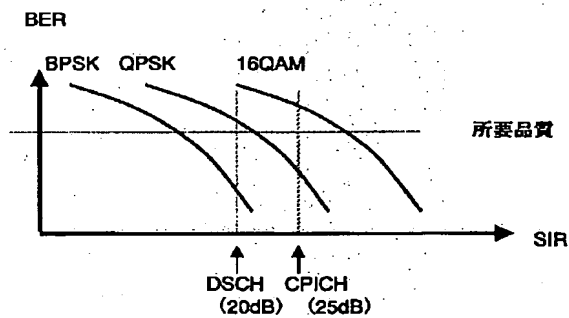 BER
BPSK QPSK 16QAM
所要品質
SIR
DSCH CPICH
(20dB) (25dB)